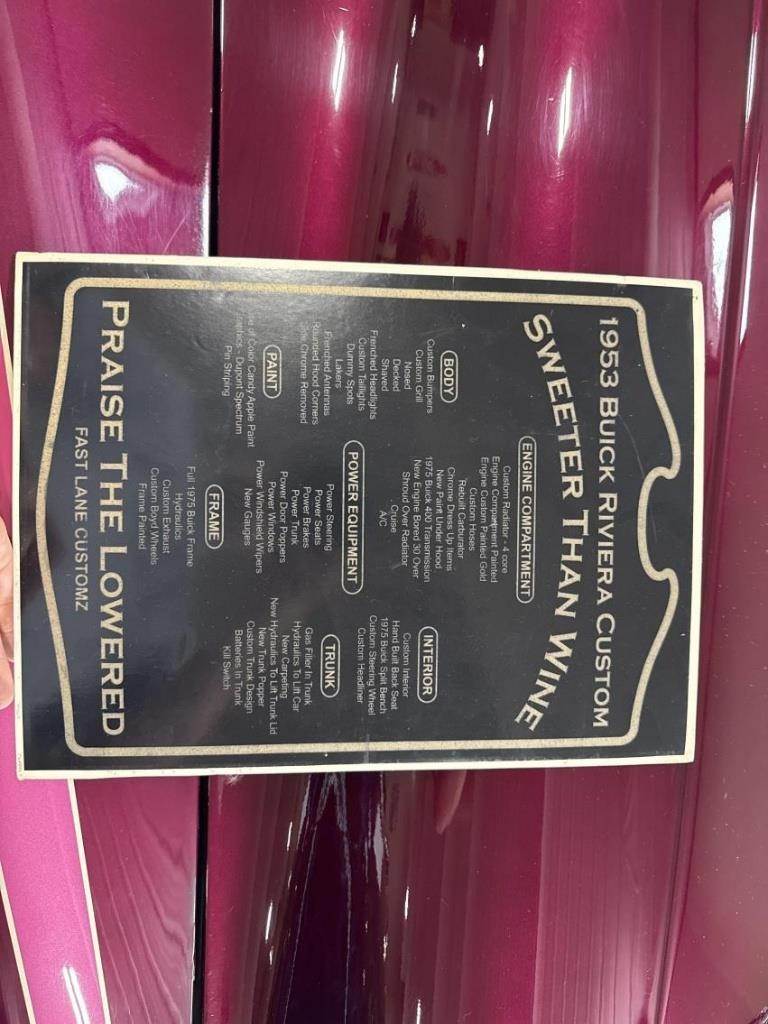 1953 BUICK RIVIERA CUSTOM
SWEETER THAN WINE
ENGINE COMPARTMENT
Custom Radiator - 4 core
Engine Compartment Painted
Engine Custom Painted Gold
Custom Hoses
Rebuilt Carburator
Chrome Dress Up Items
New Paint Under Hood
1975 Buick 400 Transmission
New Engine Bored 30 Over
Shroud Over Radiator
Cruise
A/C
BODY
Custom Bumpers
Custom Grill
Nosed
Decked
Shaved
Frenched Headlights
Custom Taillights
Dummy Spots
Lakers
Frenched Antennas
Rounded Hood Corners
Chrome Removed
INTERIOR
Custom Interior
Hand Built Back Seat
1975 Buick Split Bench
Custom Steering Wheel
Custom Headliner
POWER EQUIPMENT
Power Steering
Power Seats
Power Brakes
Power Trunk
Power Door Poppers
Power Windows
Power Windshield Wipers
New Gauges
PAINT
of Color Candy Apple Paint
- Dupont Spectrum
Pin Striping
TRUNK
Gas Filler In Trunk
Hydraulics To Lift Car
New Carpeting
New Hydraulics To Lift Trunk Lid
New Trunk Popper
Custom Trunk Design
Batteries In Trunk
Kill Switch
FRAME
Full 1975 Buick Frame
Hydraulics
Custom Exhaust
Custom Boyd Wheels
Frame Painted
PRAISE THE LOWERED
FAST LANE CUSTOMZ